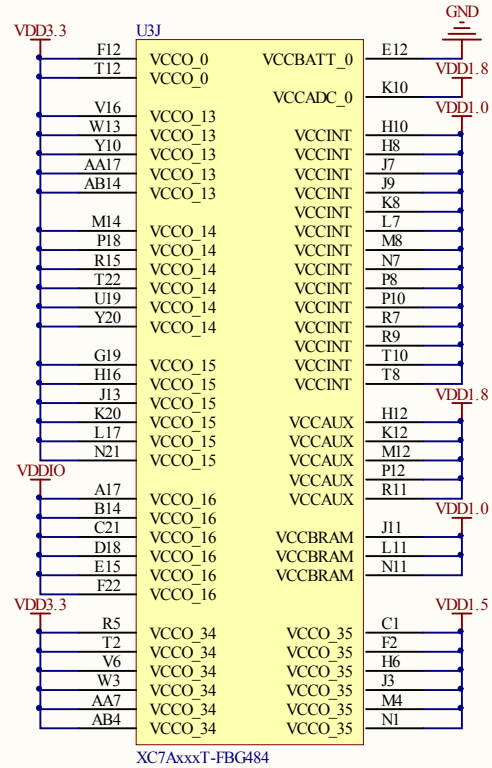 GND
VDD3.3 U3J
F12 VCCO_0 VCCBATT_0 E12
T12 VCCO_0 VDD1.8
VCCADC_0 K10
V16 VCCO_13 VDD1.0
W13 VCCO_13 VCCINT H10
Y10 VCCO_13 VCCINT H8
AA17 VCCO_13 VCCINT J7
AB14 VCCO_13 VCCINT J9
VCCINT K8
M14 VCCO_14 VCCINT L7
P18 VCCO_14 VCCINT M8
R15 VCCO_14 VCCINT N7
T22 VCCO_14 VCCINT P8
U19 VCCO_14 VCCINT P10
Y20 VCCO_14 VCCINT R7
VCCINT R9
G19 VCCO_15 VCCINT T10
H16 VCCO_15 VCCINT T8
J13 VCCO_15 VDD1.8
K20 VCCO_15 VCCAUX H12
L17 VCCO_15 VCCAUX K12
N21 VCCO_15 VCCAUX M12
VDDIO VCCAUX P12
A17 VCCO_16 VCCAUX R11
B14 VCCO_16 VDD1.0
C21 VCCO_16 VCCBRAM J11
D18 VCCO_16 VCCBRAM L11
E15 VCCO_16 VCCBRAM N11
F22 VCCO_16
VDD3.3 VDD1.5
R5 VCCO_34 VCCO_35 C1
T2 VCCO_34 VCCO_35 F2
V6 VCCO_34 VCCO_35 H6
W3 VCCO_34 VCCO_35 J3
AA7 VCCO_34 VCCO_35 M4
AB4 VCCO_34 VCCO_35 N1
XC7AxxxT-FBG484